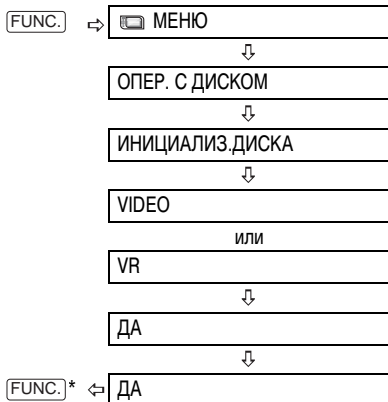 FUNC. ⇨ МЕНЮ
⇩
ОПЕР. С ДИСКОМ
⇩
ИНИЦИАЛИЗ.ДИСКА
⇩
VIDEO
или
VR
⇩
ДА
⇩
FUNC.* ⇦ ДА